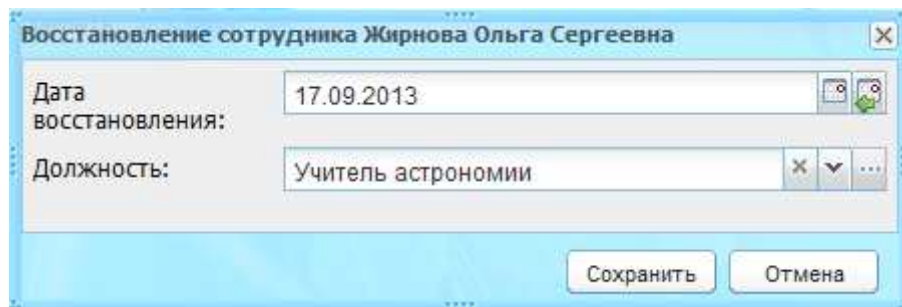 Восстановление сотрудника Жирнова Ольга Сергеевна
Дата
восстановления:
17.09.2013
Должность:
Учитель астрономии
Сохранить
Отмена